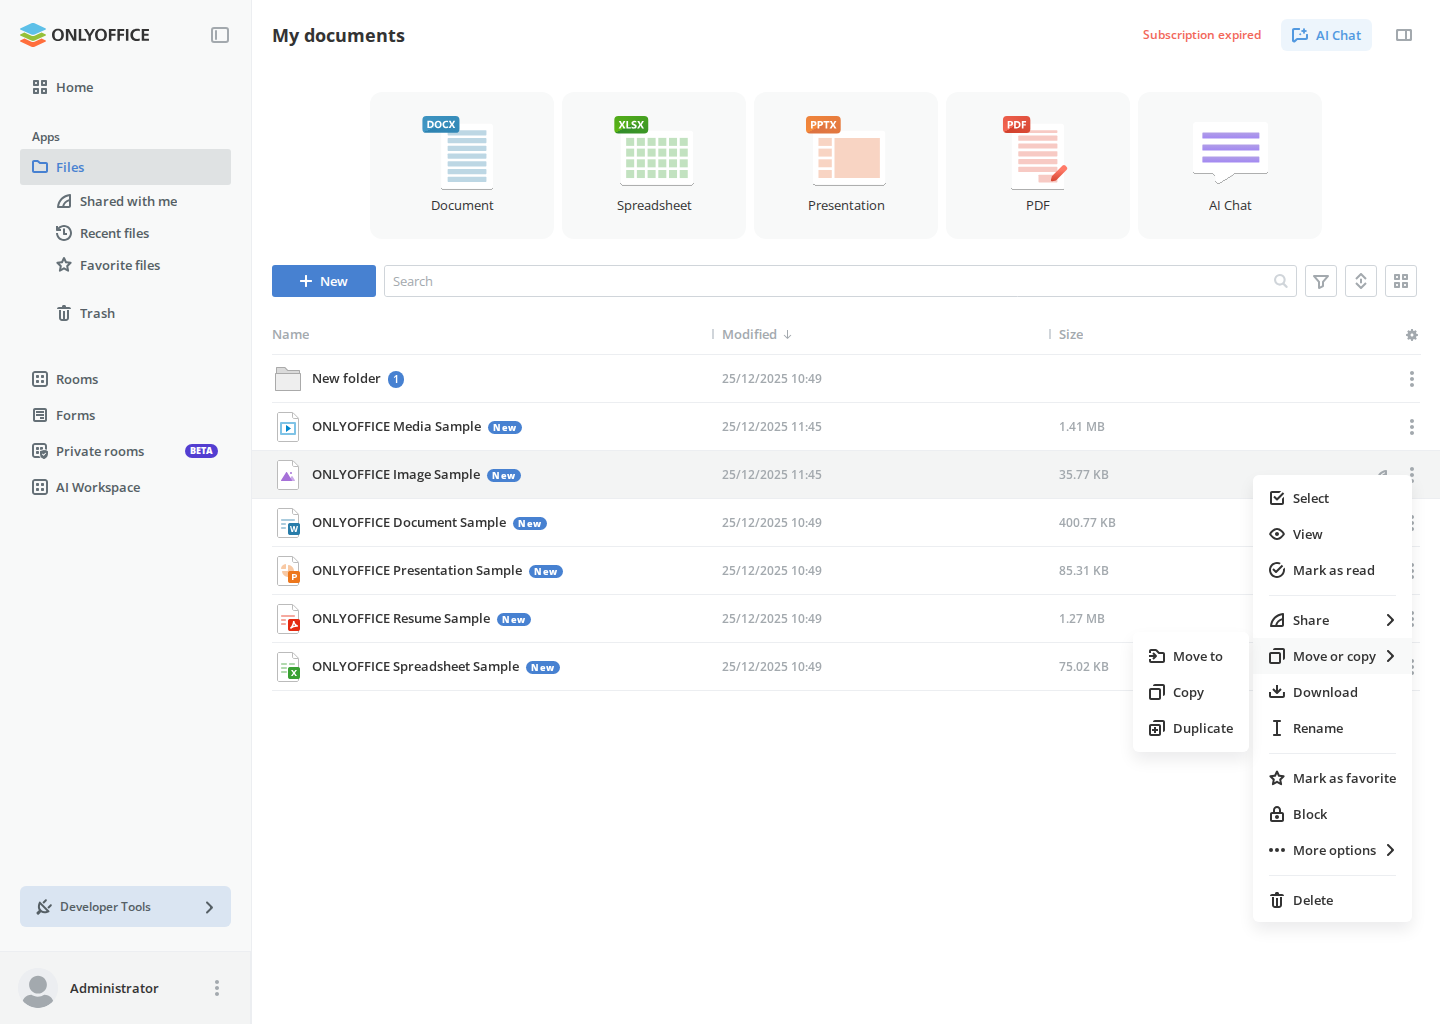 ONLYOFFICE
Home
Apps
Files
Shared with me
Recent files
Favorite files
Trash
Rooms
Forms
Private rooms BETA
AI Workspace
Developer Tools
Administrator
My documents
Subscription expired
AI Chat
DOCX
Document
XLSX
Spreadsheet
PPTX
Presentation
PDF
PDF
AI Chat
New
Search
Name Modified Size
New folder 1 25/12/2025 10:49
ONLYOFFICE Media Sample New 25/12/2025 11:45 1.41 MB
ONLYOFFICE Image Sample New 25/12/2025 11:45 35.77 KB
W ONLYOFFICE Document Sample New 25/12/2025 10:49 400.77 KB
P ONLYOFFICE Presentation Sample New 25/12/2025 10:49 85.31 KB
ONLYOFFICE Resume Sample New 25/12/2025 10:49 1.27 MB
X ONLYOFFICE Spreadsheet Sample New 25/12/2025 10:49 75.02 KB
Move to
Copy
Duplicate
Select
View
Mark as read
Share
Move or copy
Download
Rename
Mark as favorite
Block
More options
Delete